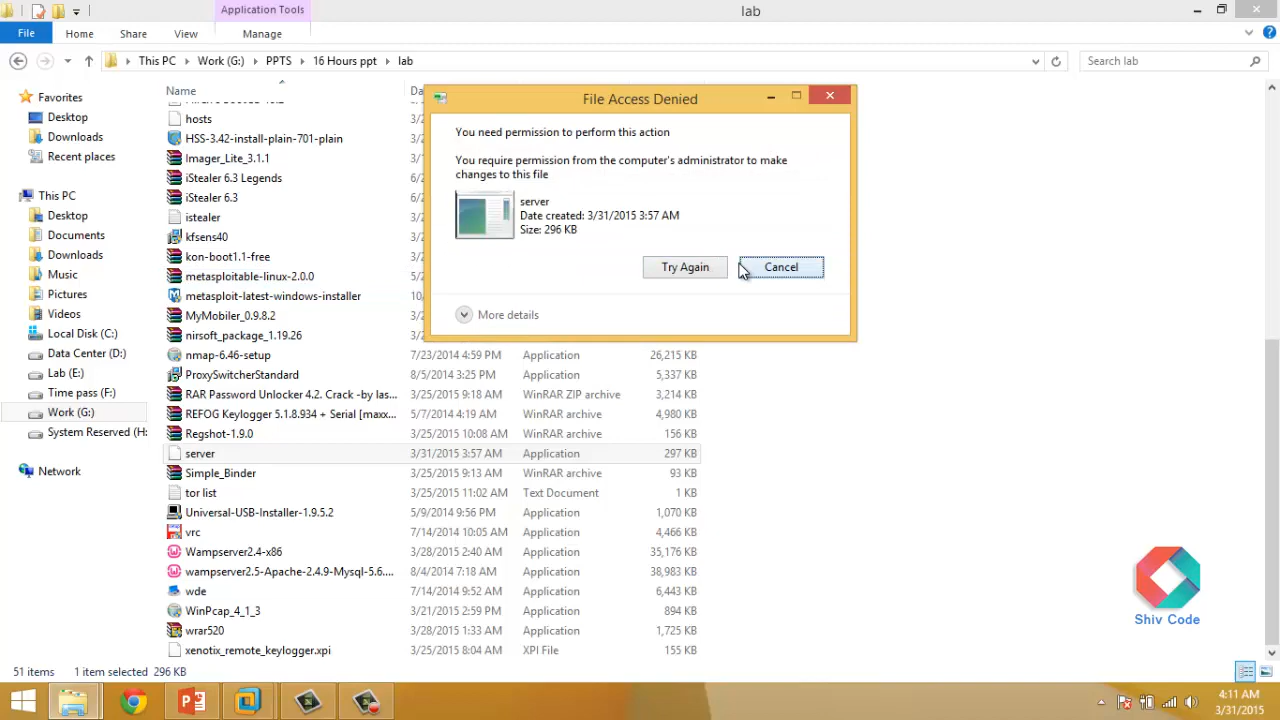 Application Tools
lab
File Home Share View Manage
This PC Work (G:) PPTS 16 Hours ppt lab
Search lab
Favorites
Desktop
Downloads
Recent places
This PC
Desktop
Documents
Downloads
Music
Pictures
Videos
Local Disk (C:)
Data Center (D:)
Lab (E:)
Time pass (F:)
Work (G:)
System Reserved (H:
Network
Name
hosts
HSS-3.42-install-plain-701-plain
Imager_Lite_3.1.1
iStealer 6.3 Legends
iStealer 6.3
istealer
kfsens40
kon-boot1.1-free
metasploitable-linux-2.0.0
metasploit-latest-windows-installer
MyMobiler_0.9.8.2
nirsoft_package_1.19.26
nmap-6.46-setup 7/23/2014 4:59 PM Application 26,215 KB
ProxySwitcherStandard 8/5/2014 3:25 PM Application 5,337 KB
RAR Password Unlocker 4.2. Crack -by las... 3/25/2015 9:18 AM WinRAR ZIP archive 3,214 KB
REFOG Keylogger 5.1.8.934 + Serial [maxx... 5/7/2014 4:19 AM WinRAR archive 4,980 KB
Regshot-1.9.0 3/25/2015 10:08 AM WinRAR archive 156 KB
server 3/31/2015 3:57 AM Application 297 KB
Simple_Binder 3/25/2015 9:13 AM WinRAR archive 93 KB
tor list 3/25/2015 11:02 AM Text Document 1 KB
Universal-USB-Installer-1.9.5.2 5/9/2014 9:56 PM Application 1,070 KB
vrc 7/14/2014 10:05 AM Application 4,466 KB
Wampserver2.4-x86 3/28/2015 2:40 AM Application 35,176 KB
wampserver2.5-Apache-2.4.9-Mysql-5.6.... 8/4/2014 7:18 AM Application 38,983 KB
wde 7/14/2014 9:52 AM Application 6,443 KB
WinPcap_4_1_3 3/21/2015 2:59 PM Application 894 KB
wrar520 3/28/2015 1:33 AM Application 1,725 KB
xenotix_remote_keylogger.xpi 3/25/2015 8:04 AM XPI File 155 KB
File Access Denied
You need permission to perform this action
You require permission from the computer's administrator to make
changes to this file
server
Date created: 3/31/2015 3:57 AM
Size: 296 KB
Try Again Cancel
More details
Shiv Code
51 items 1 item selected 296 KB
4:11 AM
3/31/2015